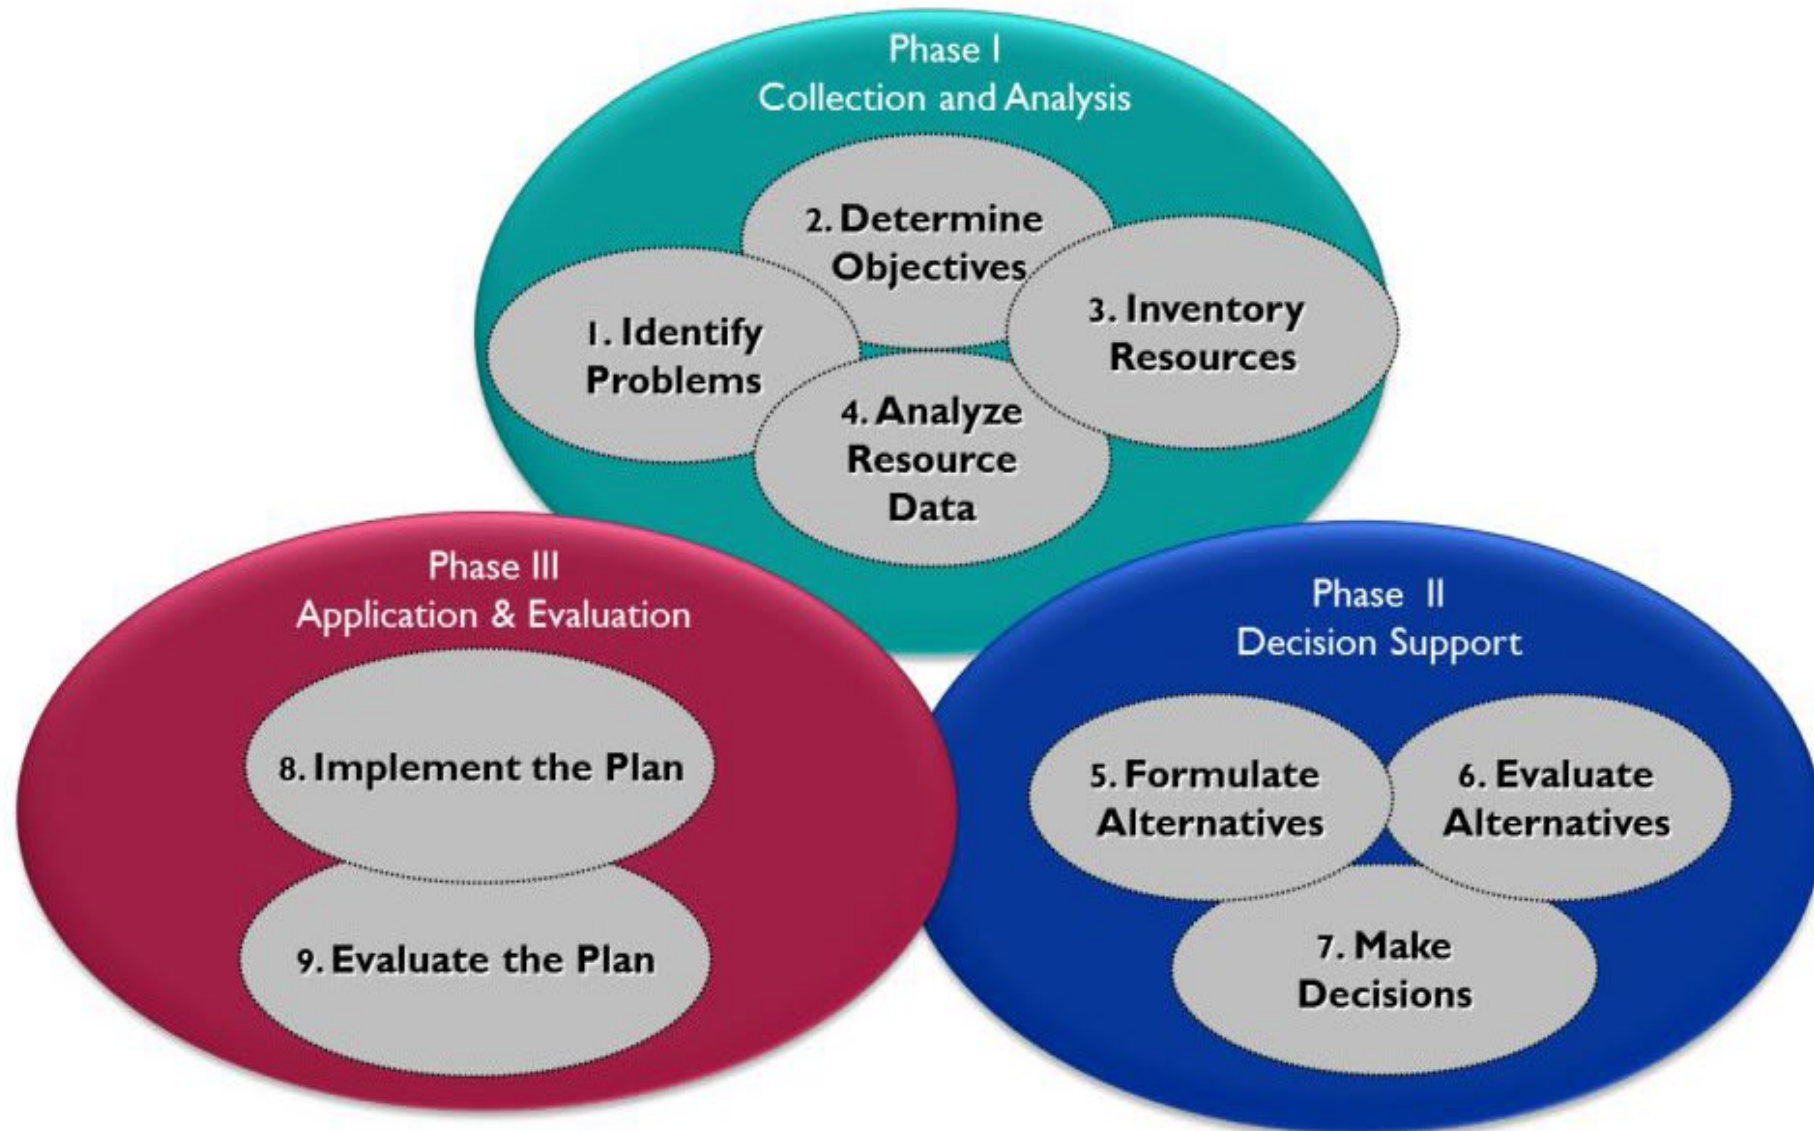 Phase I
Collection and Analysis
2. Determine
Objectives
1. Identify
Problems
3. Inventory
Resources
4. Analyze
Resource
Data
Phase III
Application & Evaluation
8. Implement the Plan
9. Evaluate the Plan
Phase II
Decision Support
5. Formulate
Alternatives
6. Evaluate
Alternatives
7. Make
Decisions